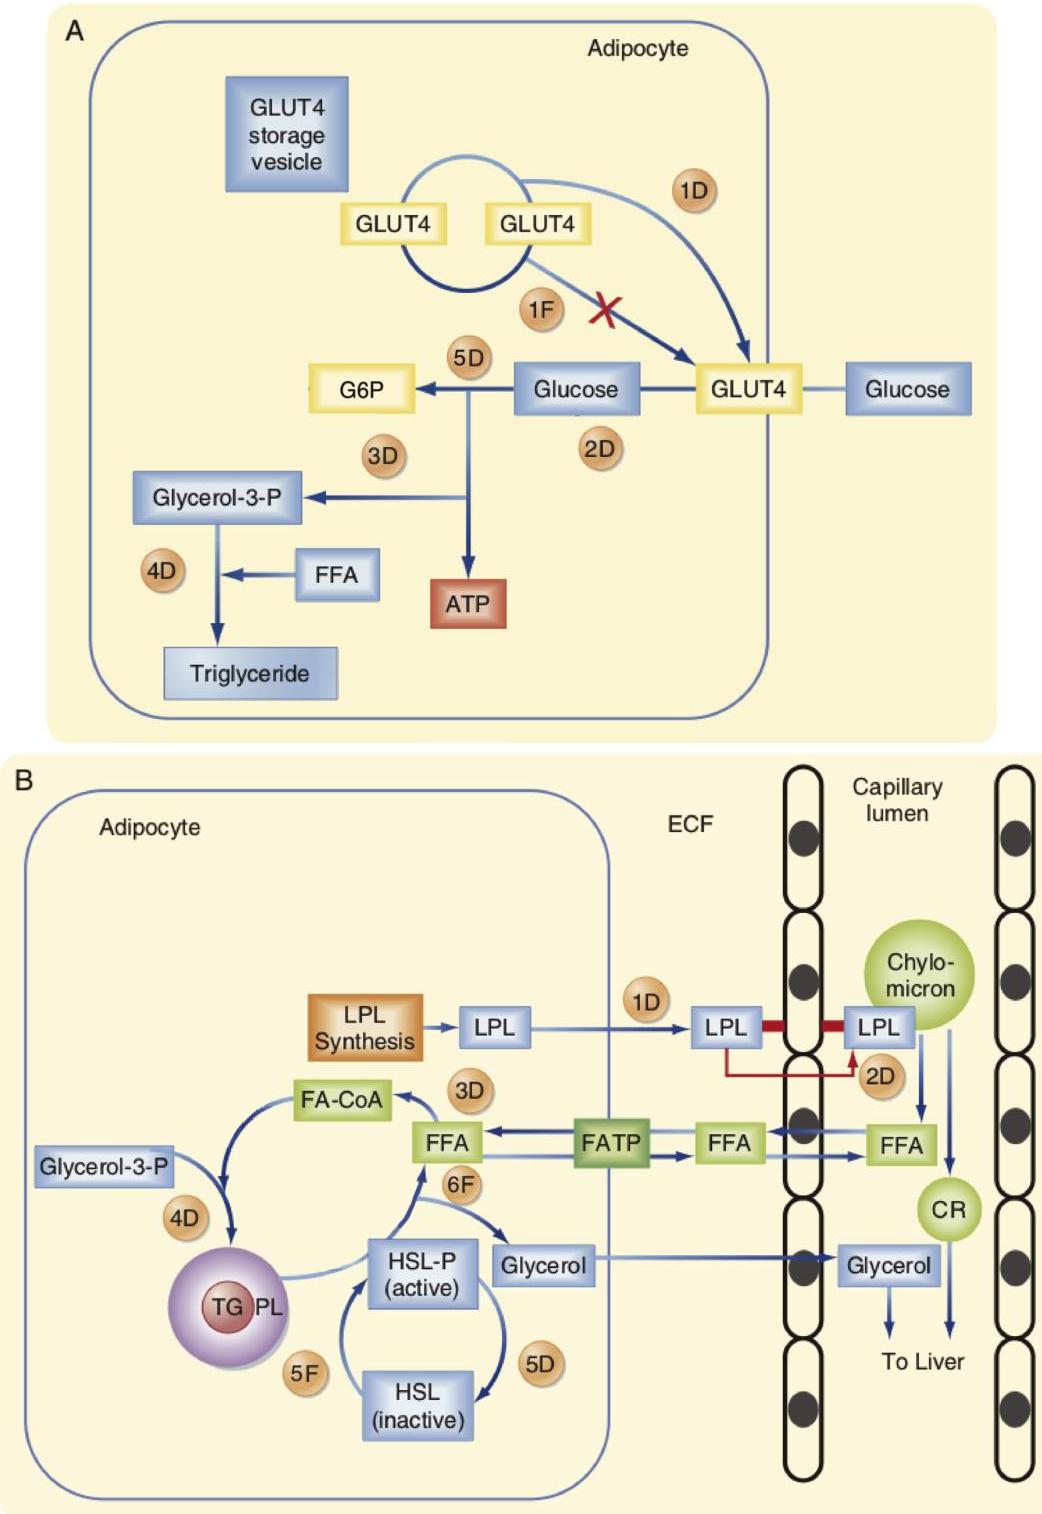 A
Adipocyte
GLUT4
storage
vesicle
1D
GLUT4
GLUT4
1F
5D
G6P
Glucose
GLUT4
Glucose
3D
2D
Glycerol-3-P
4D
FFA
ATP
Triglyceride
B
Adipocyte
ECF
Capillary
lumen
Chylo-
micron
LPL
Synthesis
LPL
1D
LPL
LPL
2D
FA-CoA
3D
FFA
FATP
FFA
FFA
Glycerol-3-P
4D
6F
CR
HSL-P
(active)
Glycerol
Glycerol
TG
PL
5F
5D
HSL
(inactive)
To Liver